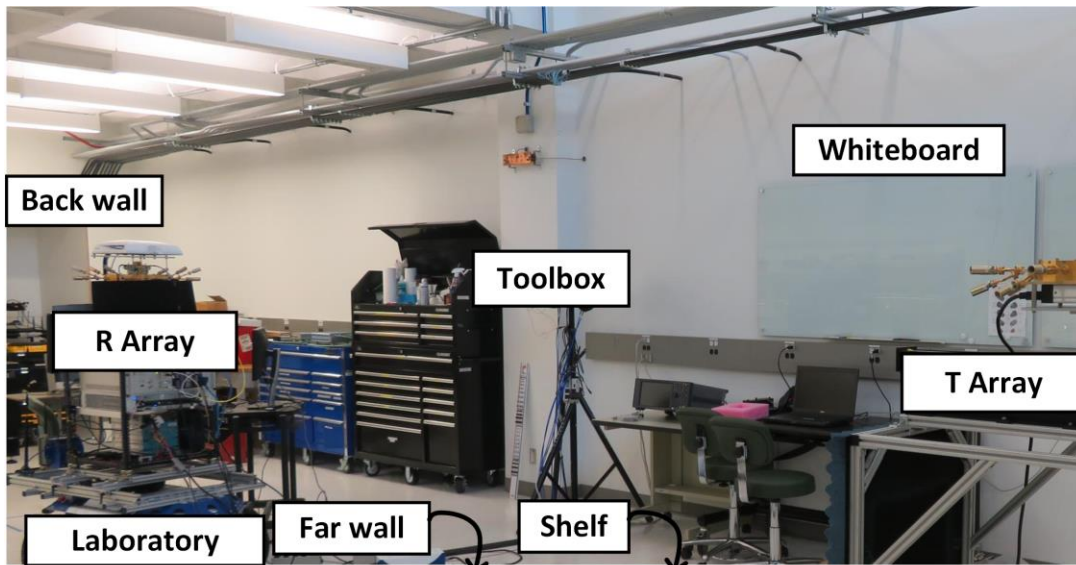 Whiteboard
Back wall
Toolbox
R Array
T Array
Laboratory
Far wall
Shelf